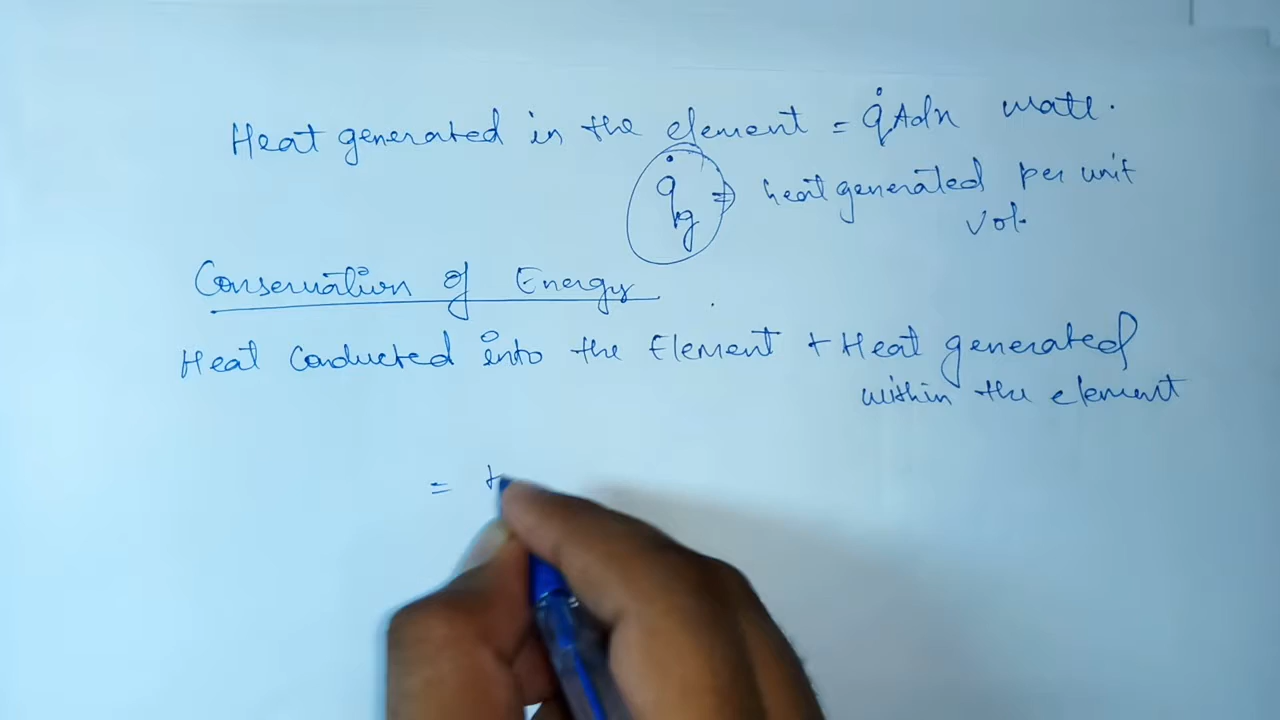 Heat generated in the element = q̇Adx watt.
q̇g ⇒ heat generated per unit
vol.
Conservation of Energy
Heat conducted into the Element + Heat generated
within the element
=